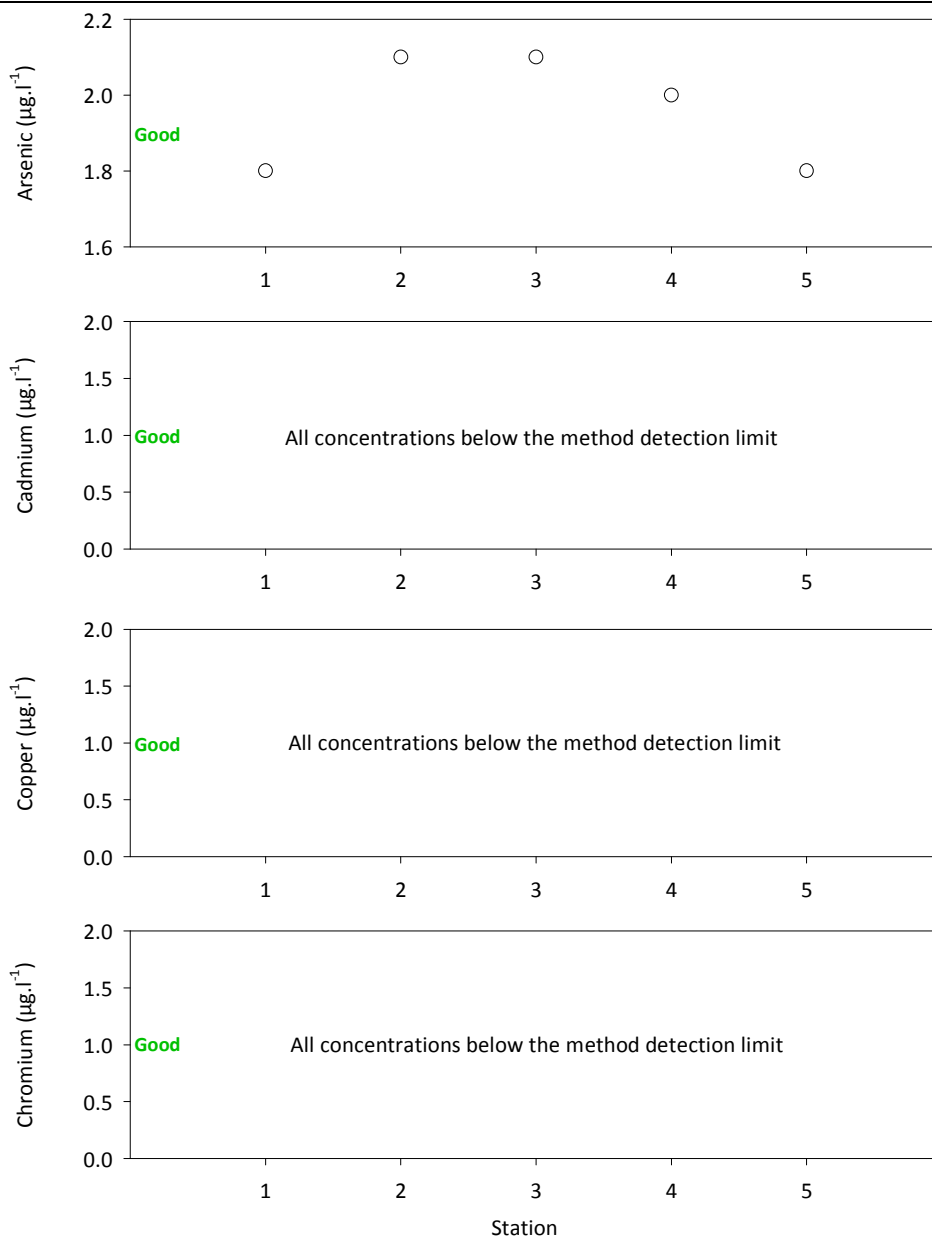 Arsenic (µg.l-1)
2.2
2.0
1.8
1.6
Good
1 2 3 4 5
Cadmium (µg.l-1)
2.0
1.5
1.0
0.5
0.0
Good
All concentrations below the method detection limit
1 2 3 4 5
Copper (µg.l-1)
2.0
1.5
1.0
0.5
0.0
Good
All concentrations below the method detection limit
1 2 3 4 5
Chromium (µg.l-1)
2.0
1.5
1.0
0.5
0.0
Good
All concentrations below the method detection limit
1 2 3 4 5
Station